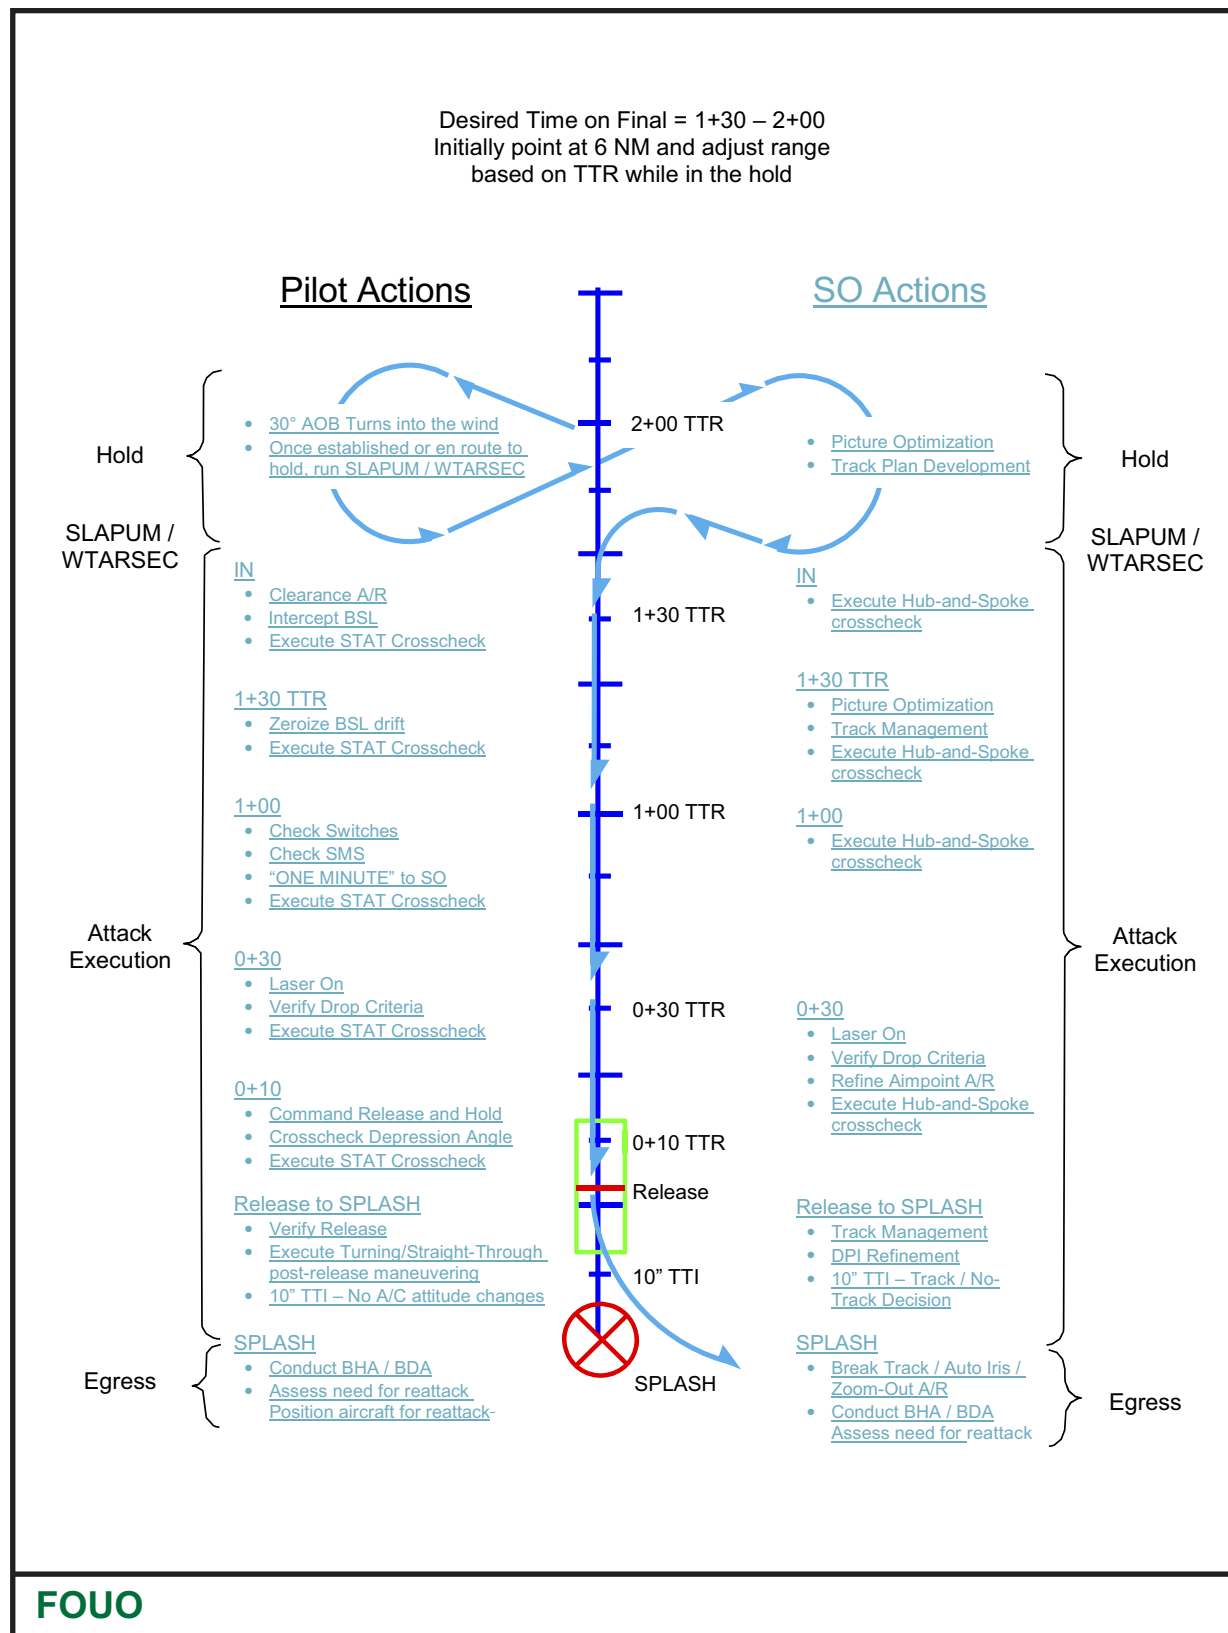 Desired Time on Final = 1+30 – 2+00
Initially point at 6 NM and adjust range
based on TTR while in the hold
Pilot Actions
Hold
• 30° AOB Turns into the wind
• Once established or en route to
hold, run SLAPUM / WTARSEC
SLAPUM /
WTARSEC
IN
• Clearance A/R
• Intercept BSL
• Execute STAT Crosscheck
1+30 TTR
• Zeroize BSL drift
• Execute STAT Crosscheck
1+00
• Check Switches
• Check SMS
• “ONE MINUTE” to SO
• Execute STAT Crosscheck
Attack
Execution
0+30
• Laser On
• Verify Drop Criteria
• Execute STAT Crosscheck
0+10
• Command Release and Hold
• Crosscheck Depression Angle
• Execute STAT Crosscheck
Release to SPLASH
• Verify Release
• Execute Turning/Straight-Through
post-release maneuvering
• 10” TTI – No A/C attitude changes
SPLASH
• Conduct BHA / BDA
• Assess need for reattack
Position aircraft for reattack-
Egress
2+00 TTR
1+30 TTR
1+00 TTR
0+30 TTR
0+10 TTR
Release
10” TTI
SPLASH
SO Actions
• Picture Optimization
• Track Plan Development
Hold
SLAPUM /
WTARSEC
IN
• Execute Hub-and-Spoke
crosscheck
1+30 TTR
• Picture Optimization
• Track Management
• Execute Hub-and-Spoke
crosscheck
1+00
• Execute Hub-and-Spoke
crosscheck
Attack
Execution
0+30
• Laser On
• Verify Drop Criteria
• Refine Aimpoint A/R
• Execute Hub-and-Spoke
crosscheck
Release to SPLASH
• Track Management
• DPI Refinement
• 10” TTI – Track / No-
Track Decision
SPLASH
• Break Track / Auto Iris /
Zoom-Out A/R
• Conduct BHA / BDA
Assess need for reattack
Egress
FOUO